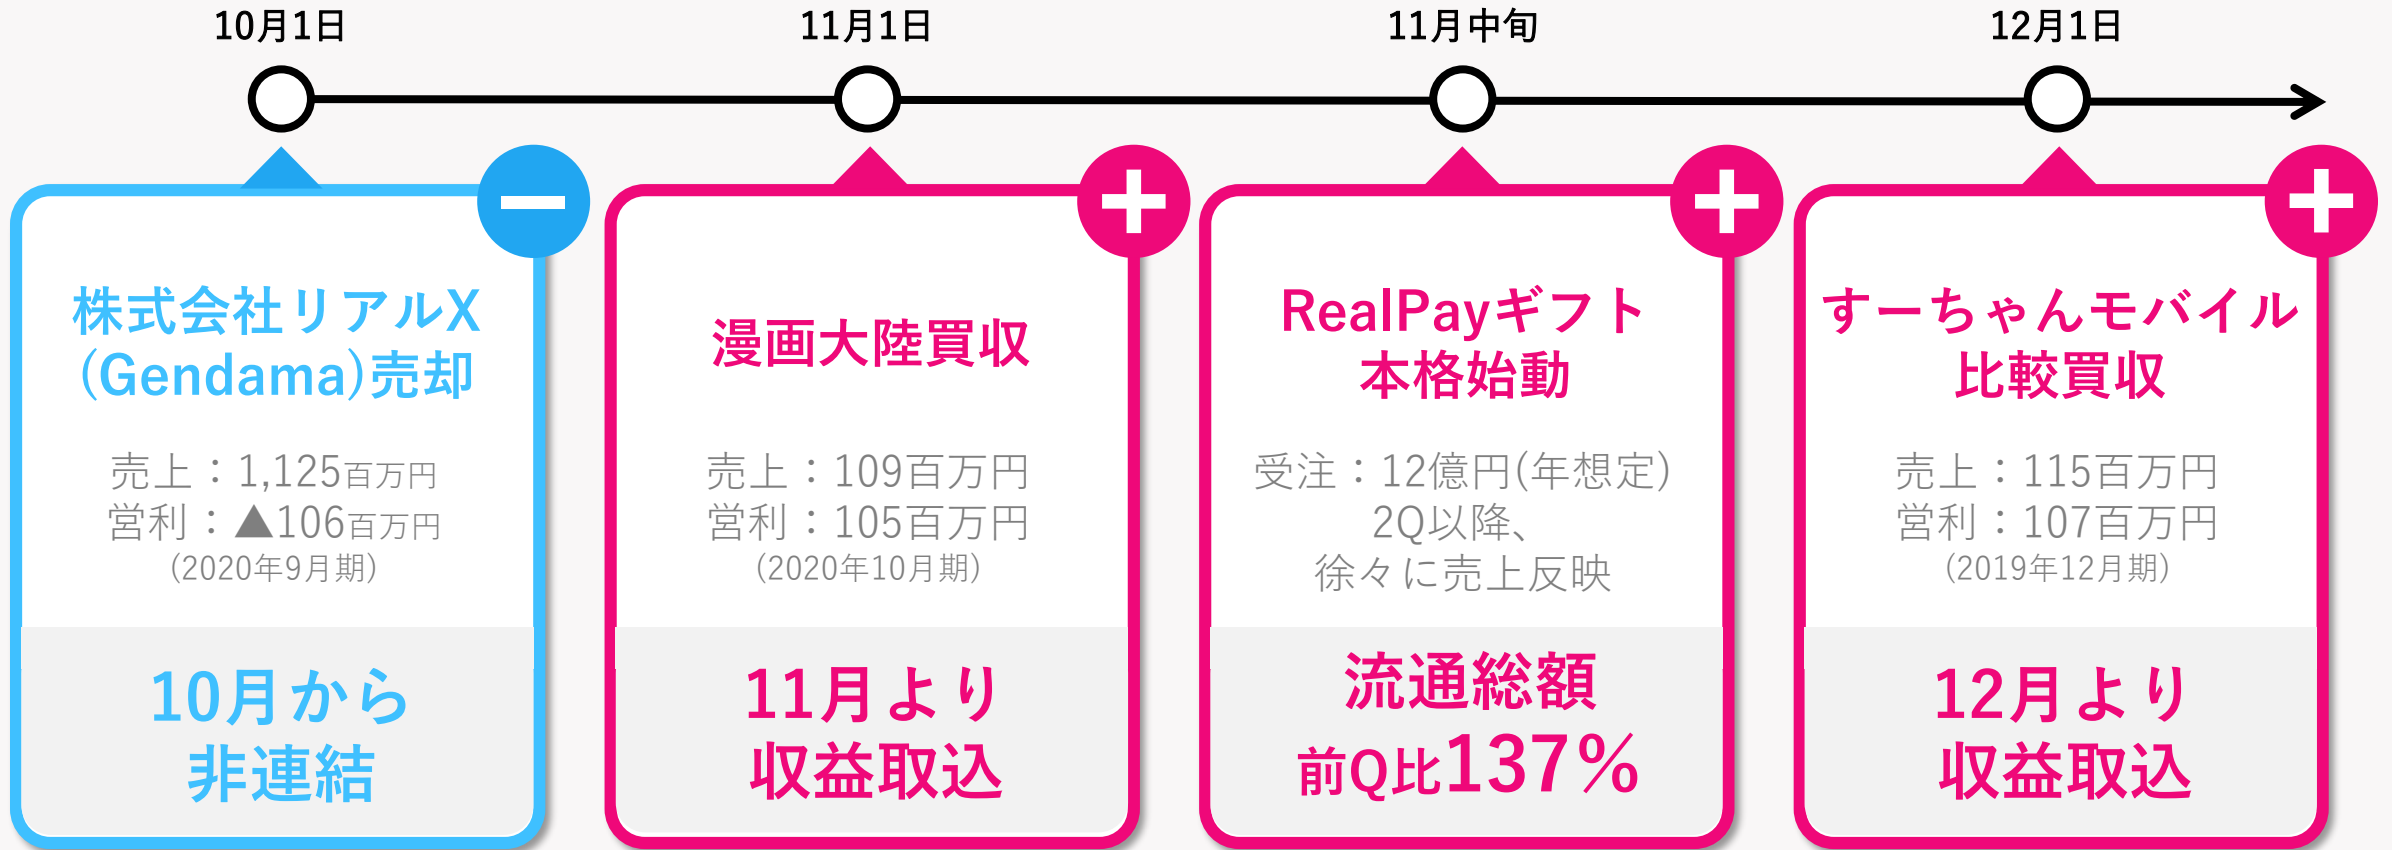 10月1日
11月1日
11月中旬
12月1日
株式会社リアルX
(Gendama)売却
売上：1,125百万円
営利：▲106百万円
(2020年9月期)
10月から
非連結
漫画大陸買収
売上：109百万円
営利：105百万円
(2020年10月期)
11月より
収益取込
RealPayギフト
本格始動
受注：12億円(年想定)
2Q以降、
徐々に売上反映
流通総額
前Q比137%
すーちゃんモバイル
比較買収
売上：115百万円
営利：107百万円
(2019年12月期)
12月より
収益取込